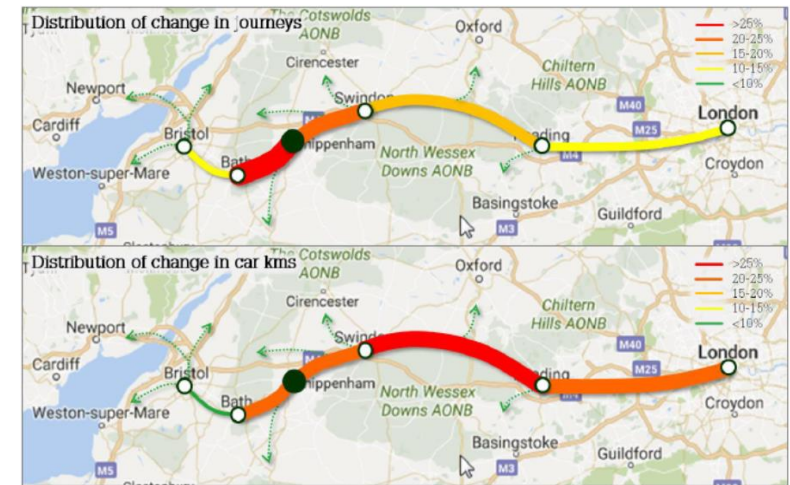 Distribution of change in journeys
The Cotswolds
AONB
Oxford
>25%
20-25%
15-20%
10-15%
<10%
Cirencester
Chiltern
Hills AONB
Newport
Swindon
M40
London
Cardiff
Bristol
M25
Chippenham
M4
Bath
North Wessex
Downs AONB
Croydon
Weston-super-Mare
Basingstoke
Guildford
M5
M3
Distribution of change in car kms
The Cotswolds
AONB
Oxford
>25%
20-25%
15-20%
10-15%
<10%
Cirencester
Chiltern
Hills AONB
Newport
Swindo
M40
London
Cardiff
Bristol
M25
hippenham
Bath
North Wessex
Downs AONB
Croydon
Weston-super-Mare
Basingstoke
Guildford
M5
M3